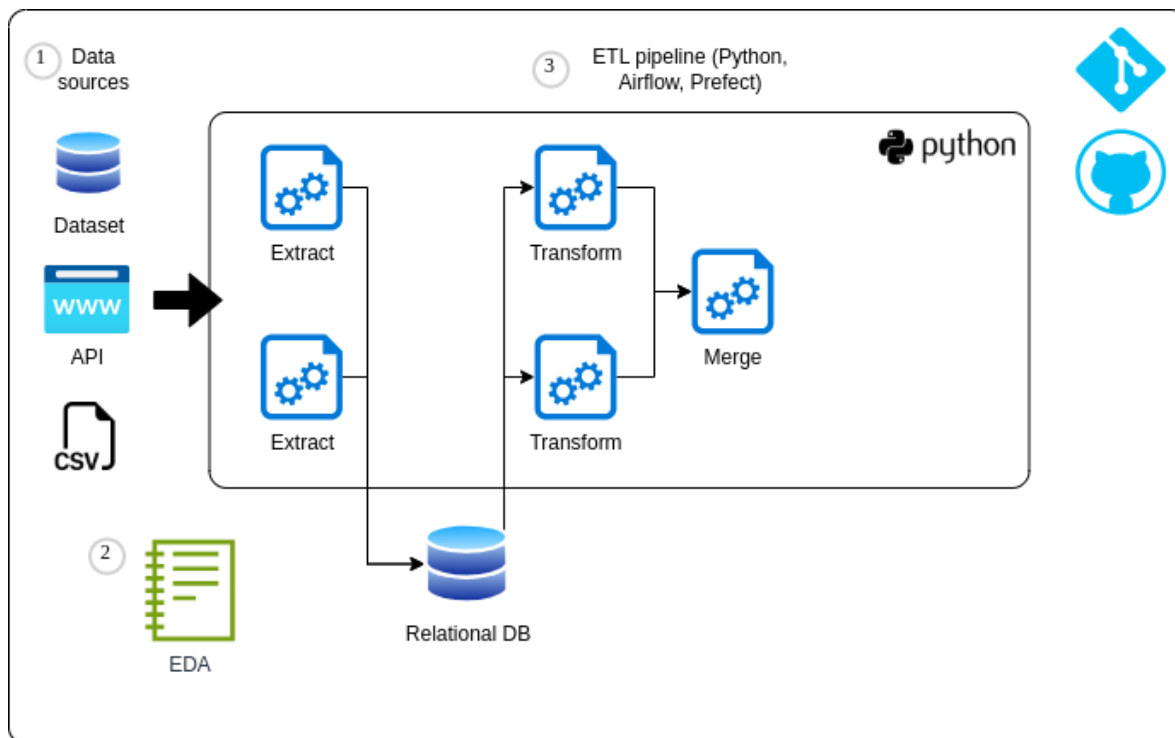 1
Data
sources
3
ETL pipeline (Python,
Airflow, Prefect)
python
Dataset
Extract
Transform
www
API
Merge
Extract
Transform
CSV
2
EDA
Relational DB